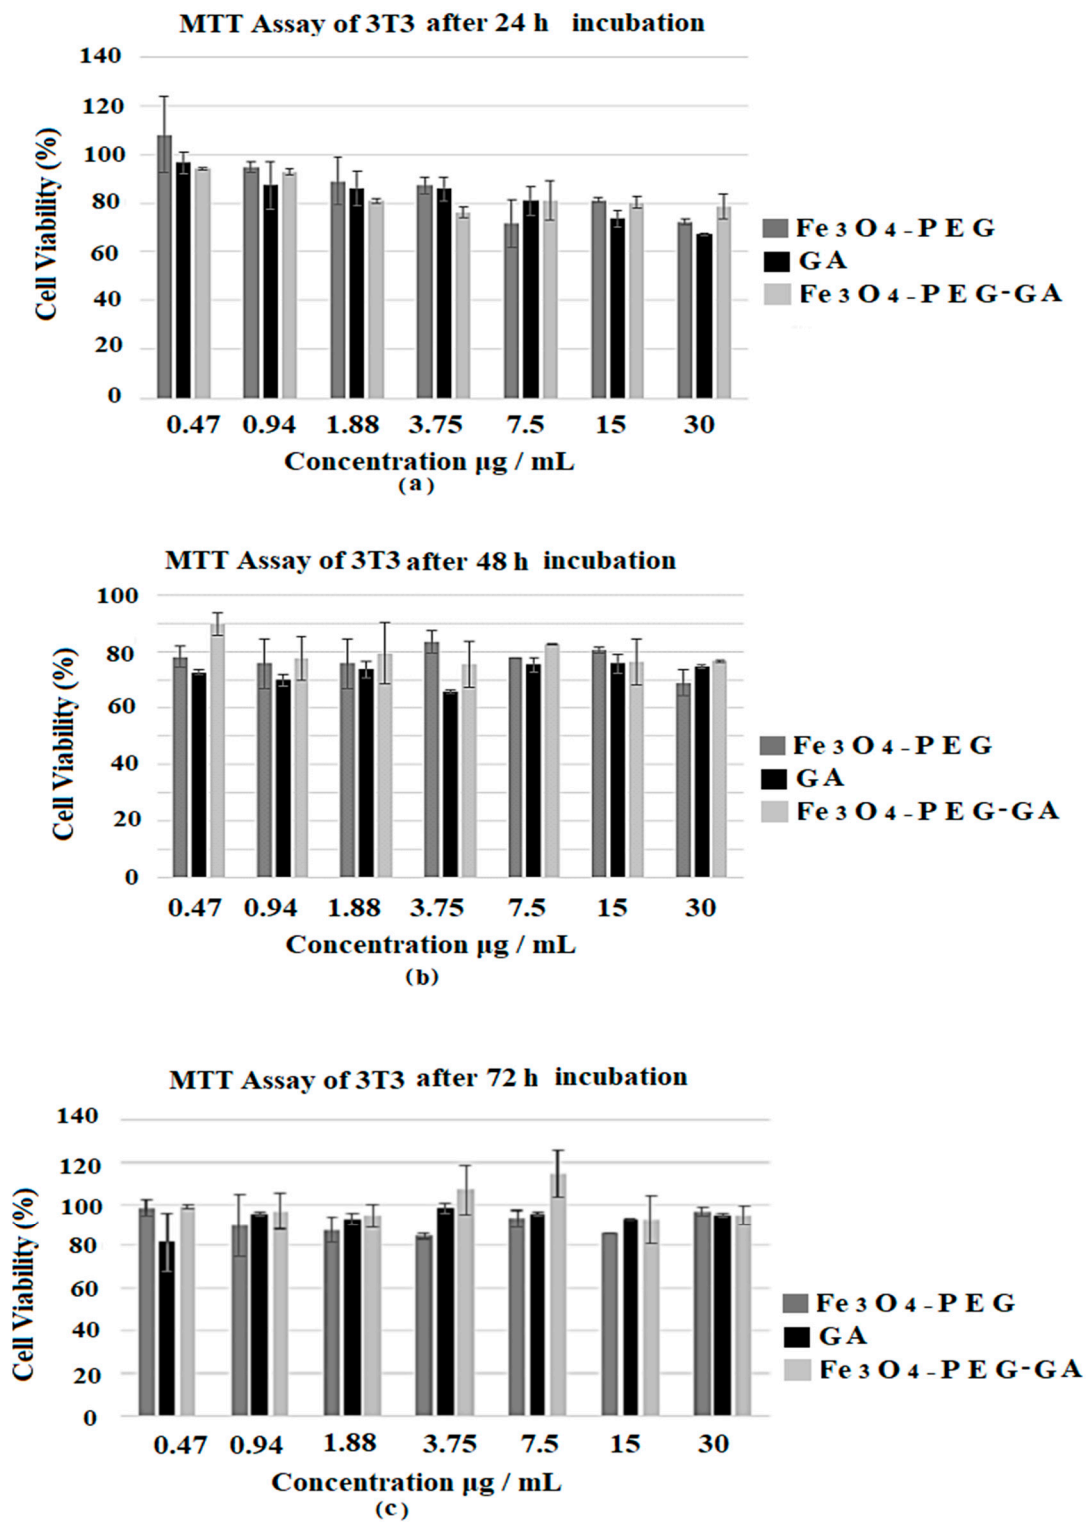 MTT Assay of 3T3 after 24 h incubation
140
120
100
80
60
40
20
0
Cell Viability (%)
0.47 0.94 1.88 3.75 7.5 15 30
Concentration µg / mL
(a)
Fe3O4-PEG
GA
Fe3O4-PEG-GA
MTT Assay of 3T3 after 48 h incubation
100
80
60
40
20
0
Cell Viability (%)
0.47 0.94 1.88 3.75 7.5 15 30
Concentration µg / mL
(b)
Fe3O4-PEG
GA
Fe3O4-PEG-GA
MTT Assay of 3T3 after 72 h incubation
140
120
100
80
60
40
20
0
Cell Viability (%)
0.47 0.94 1.88 3.75 7.5 15 30
Concentration µg / mL
(c)
Fe3O4-PEG
GA
Fe3O4-PEG-GA